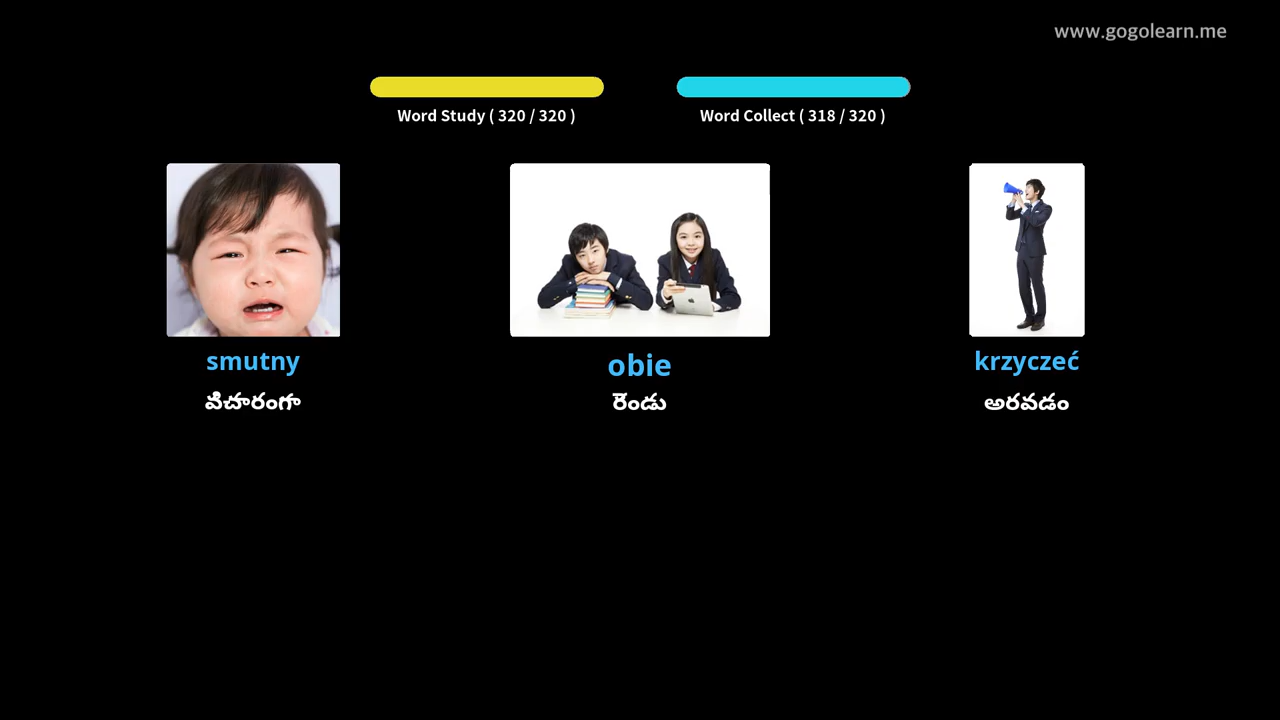 www.gogolearn.me
Word Study ( 320 / 320 )
Word Collect ( 318 / 320 )
smutny
obie
krzyczeć
విచారంగా
రెండు
అరవడం